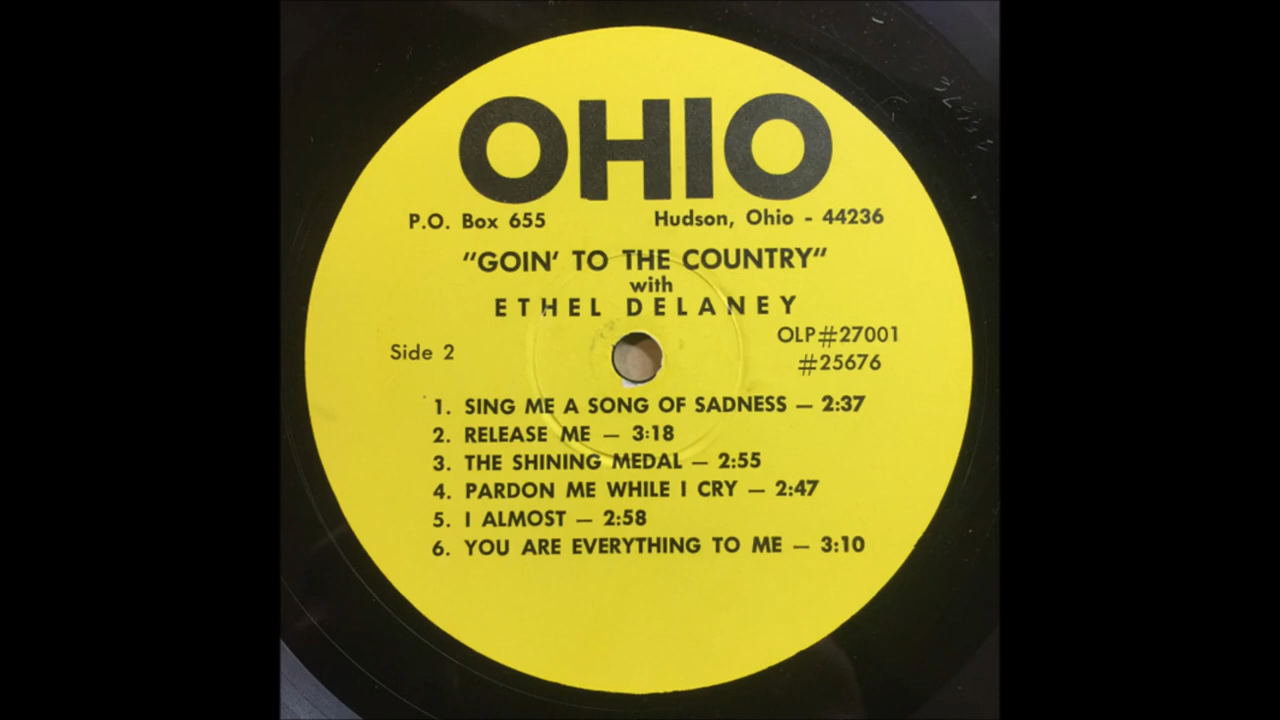 OHIO
P.O. Box 655 Hudson, Ohio - 44236
"GOIN' TO THE COUNTRY"
with
ETHEL DELANEY
Side 2
OLP#27001
#25676
1. SING ME A SONG OF SADNESS — 2:37
2. RELEASE ME — 3:18
3. THE SHINING MEDAL — 2:55
4. PARDON ME WHILE I CRY — 2:47
5. I ALMOST — 2:58
6. YOU ARE EVERYTHING TO ME — 3:10